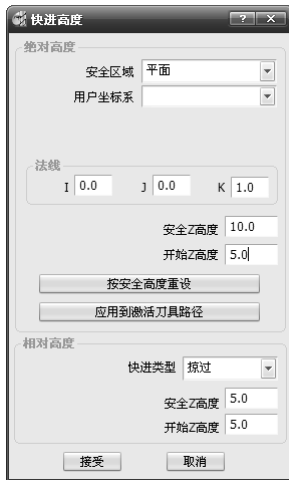 快进高度
绝对高度
安全区域 平面
用户坐标系
法线
I 0.0 J 0.0 K 1.0
安全Z高度 10.0
开始Z高度 5.0
按安全高度重设
应用到激活刀具路径
相对高度
快进类型 掠过
安全Z高度 5.0
开始Z高度 5.0
接受 取消